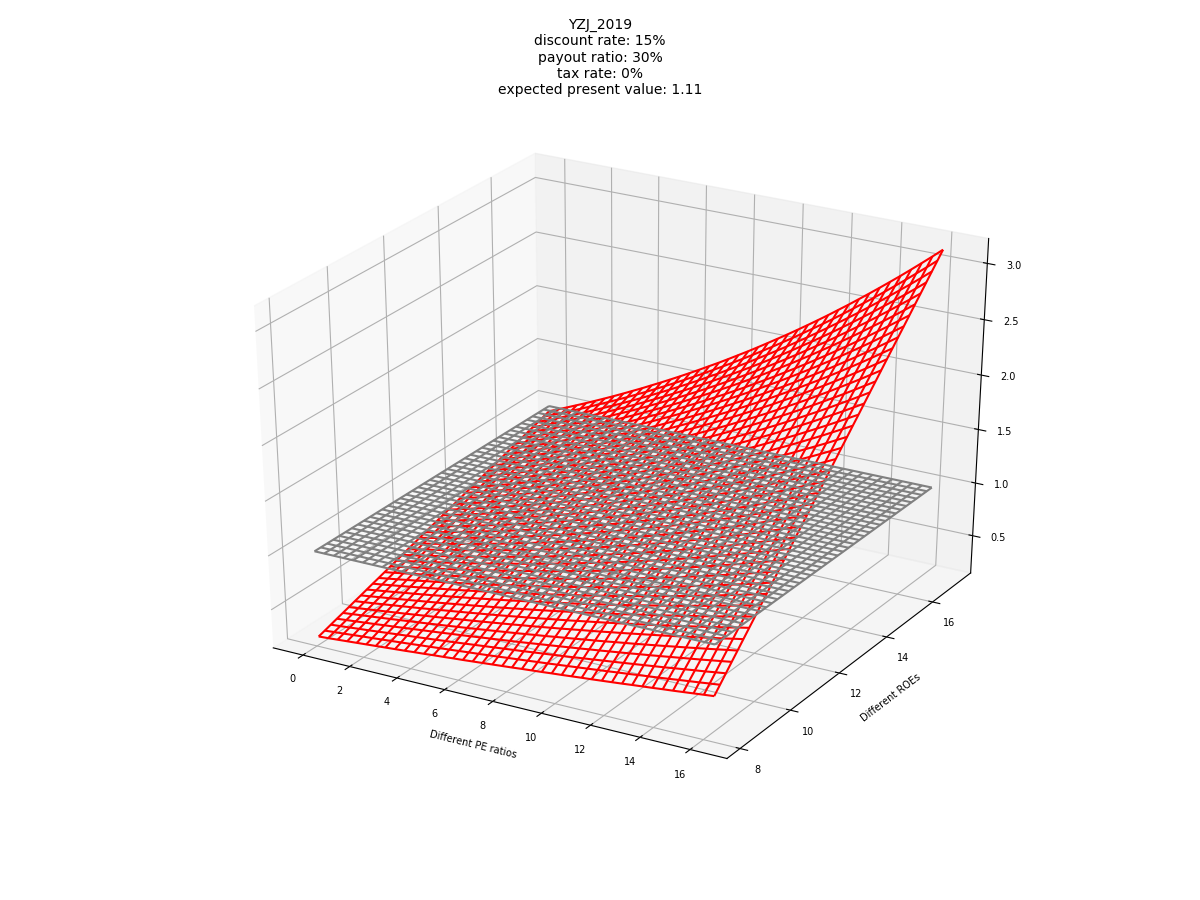 YZJ_2019
discount rate: 15%
payout ratio: 30%
tax rate: 0%
expected present value: 1.11
3.0
2.5
2.0
1.5
1.0
0.5
0
2
4
6
8
10
12
14
16
Different PE ratios
8
10
12
14
16
Different ROEs